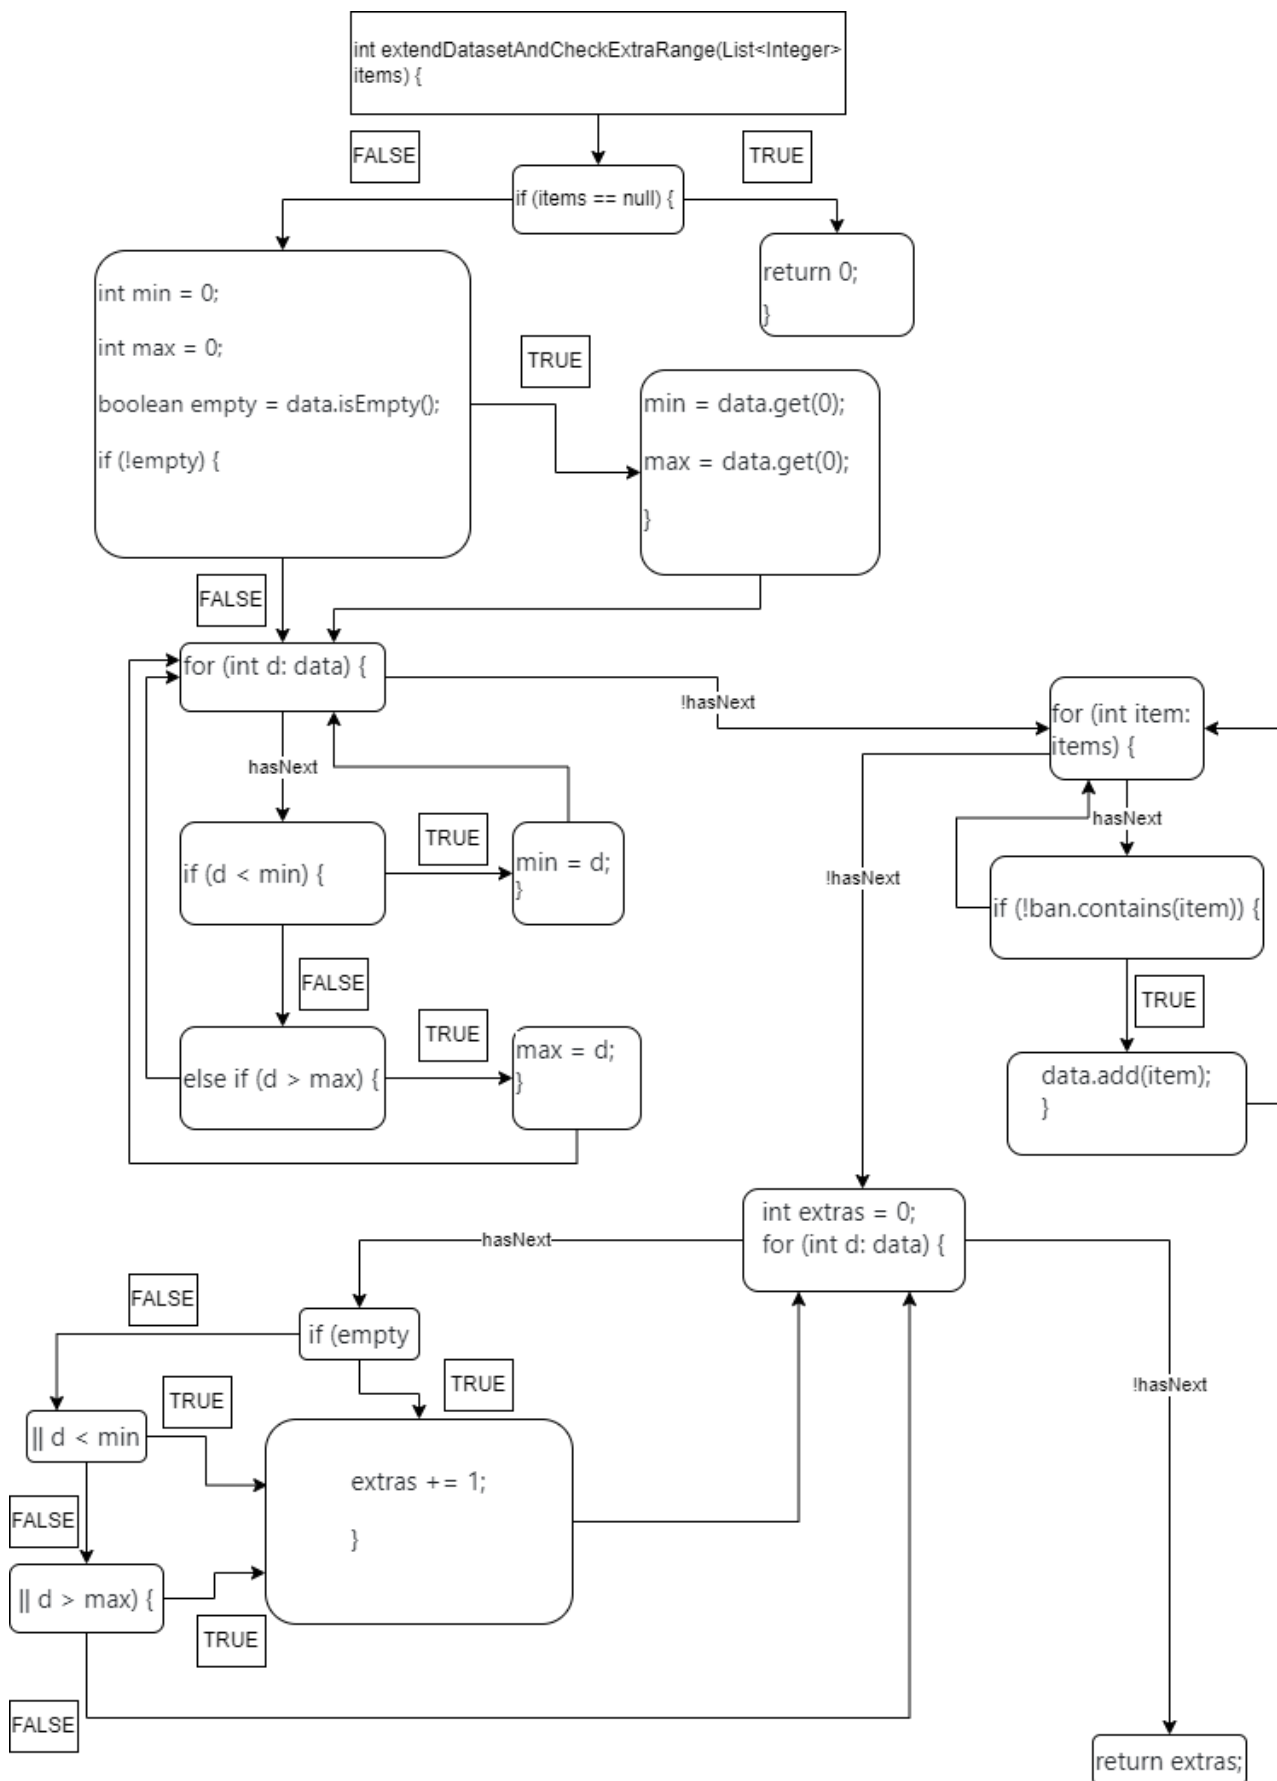 int extendDatasetAndCheckExtraRange(List<Integer>
items) {
FALSE
TRUE
if (items == null) {
return 0;
}
int min = 0;
int max = 0;
boolean empty = data.isEmpty();
if (!empty) {
TRUE
min = data.get(0);
max = data.get(0);
}
FALSE
for (int d: data) {
!hasNext
for (int item:
items) {
hasNext
hasNext
if (d < min) {
TRUE
min = d;
}
!hasNext
if (!ban.contains(item)) {
FALSE
TRUE
else if (d > max) {
TRUE
max = d;
}
data.add(item);
}
int extras = 0;
for (int d: data) {
hasNext
FALSE
if (empty
TRUE
!hasNext
TRUE
|| d < min
extras += 1;
}
FALSE
|| d > max) {
TRUE
FALSE
return extras;